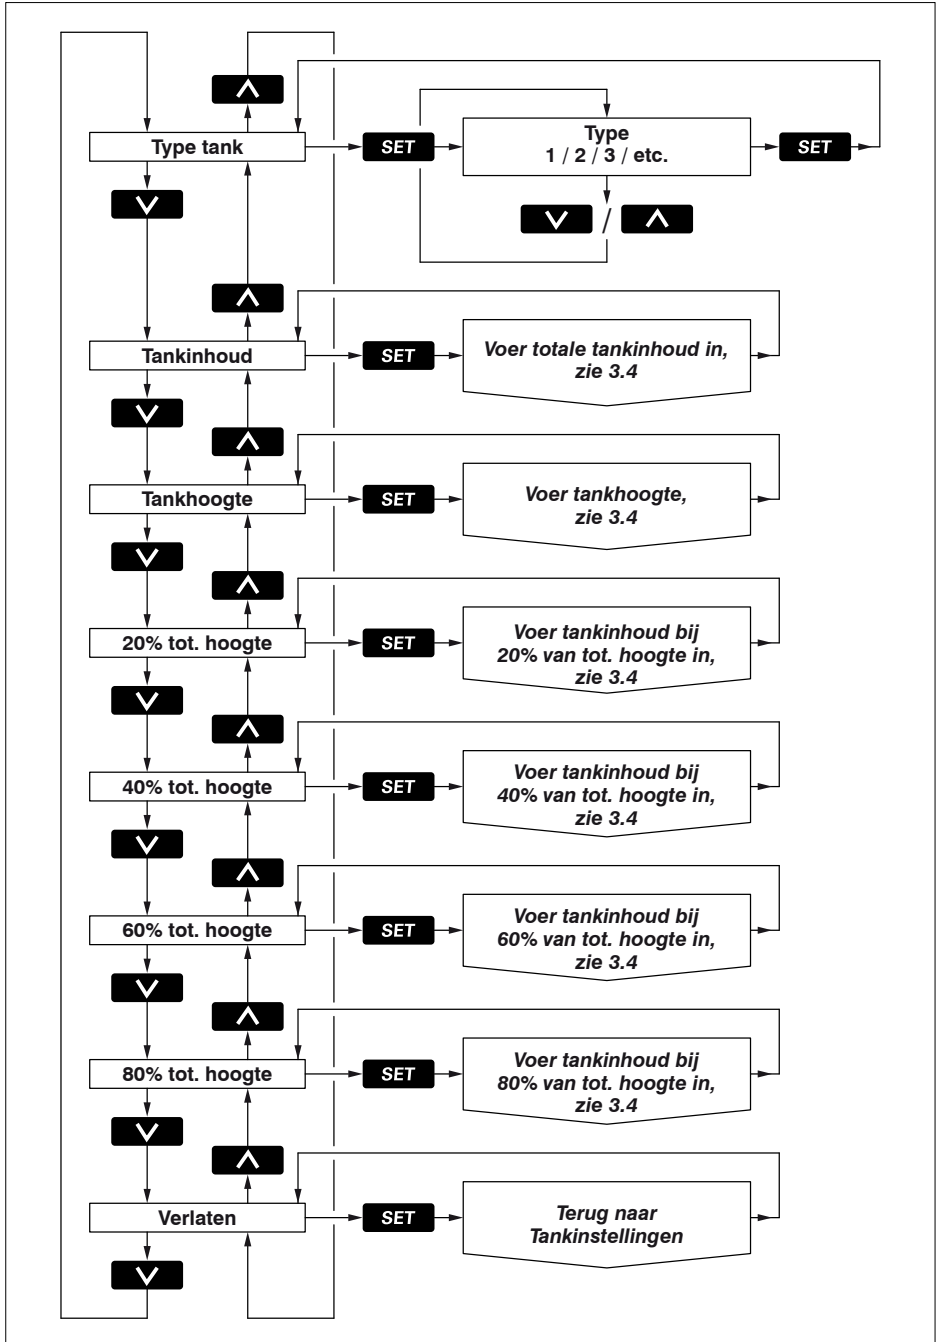 Type tank
SET
Type
1 / 2 / 3 / etc.
SET
/
Tankinhoud
SET
Voer totale tankinhoud in,
zie 3.4
Tankhoogte
SET
Voer tankhoogte,
zie 3.4
20% tot. hoogte
SET
Voer tankinhoud bij
20% van tot. hoogte in,
zie 3.4
40% tot. hoogte
SET
Voer tankinhoud bij
40% van tot. hoogte in,
zie 3.4
60% tot. hoogte
SET
Voer tankinhoud bij
60% van tot. hoogte in,
zie 3.4
80% tot. hoogte
SET
Voer tankinhoud bij
80% van tot. hoogte in,
zie 3.4
Verlaten
SET
Terug naar
Tankinstellingen